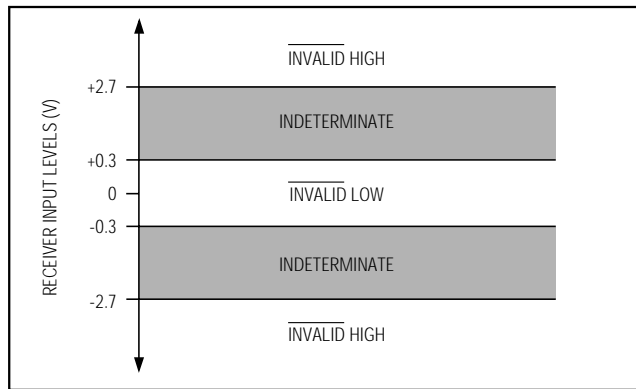 INVALID HIGH
+2.7
INDETERMINATE
+0.3
0
INVALID LOW
-0.3
INDETERMINATE
-2.7
INVALID HIGH
RECEIVER INPUT LEVELS (V)